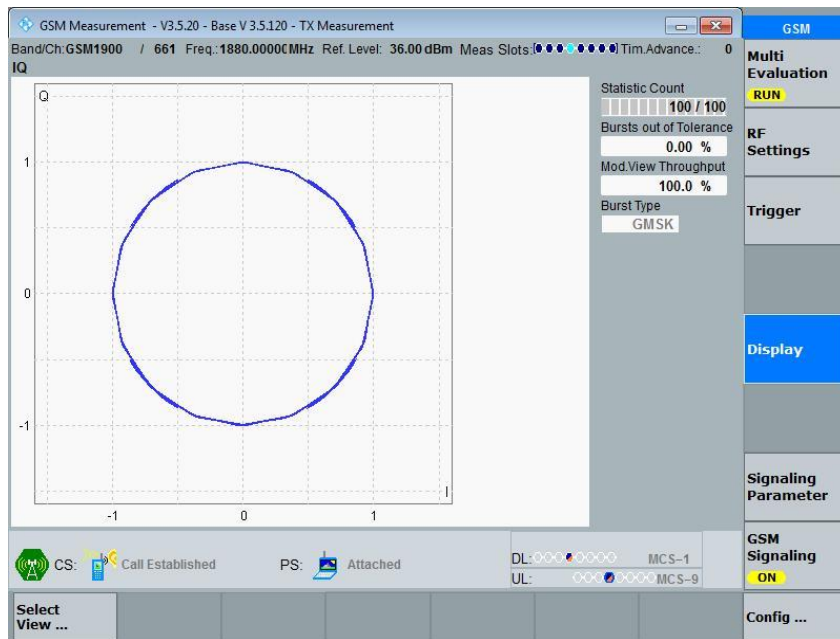 GSM Measurement - V3.5.20 - Base V 3.5.120 - TX Measurement
Band/Ch: GSM1900 / 661 Freq.: 1880.00000 MHz Ref. Level: 36.00 dBm Meas Slots: Tim.Advance.: 0
IQ
Q
1
0
-1
I
-1 0 1
Statistic Count
100 / 100
Bursts out of Tolerance
0.00 %
Mod.View Throughput
100.0 %
Burst Type
GMSK
GSM
Multi
Evaluation
RUN
RF
Settings
Trigger
Display
Signaling
Parameter
GSM
Signaling
ON
Config ...
CS: Call Established PS: Attached
DL: MCS-1
UL: MCS-9
Select
View ...